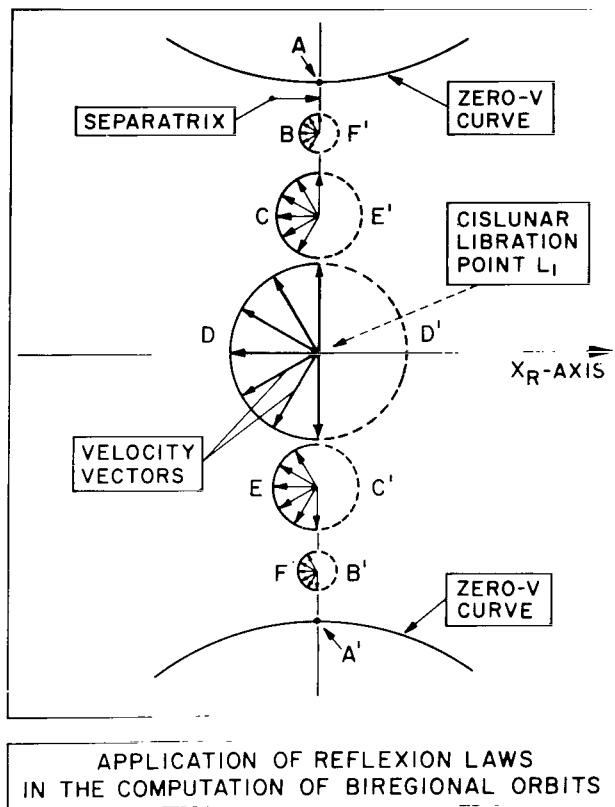 A
ZERO-V
CURVE
SEPARATRIX
B
F'
C
E'
CISLUNAR
LIBRATION
POINT L₁
D
D'
X_R-AXIS
VELOCITY
VECTORS
E
C'
F
B'
ZERO-V
CURVE
A'
APPLICATION OF REFLEXION LAWS
IN THE COMPUTATION OF BIREGIONAL ORBITS